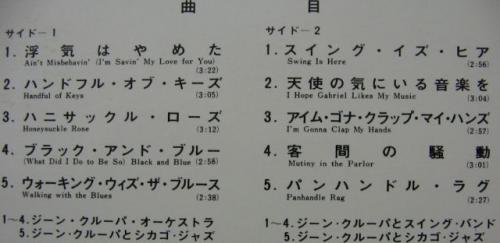 曲 目
サイド－1
1. 浮気はやめた
Ain't Misbehavin' (I'm Savin' My Love for You)
(3:22)
2. ハンドフル・オブ・キーズ
Handful of Keys (3:05)
3. ハニサックル・ローズ
Honeysuckle Rose (3:12)
4. ブラック・アンド・ブルー
(What Did I Do to Be So) Black and Blue (2:58)
5. ウォーキング・ウィズ・ザ・ブルース
Walking with the Blues (2:38)
1～4. ジーン・クルーパ・オーケストラ
5. ジーン・クルーパとシカゴ・ジャズ
サイド－2
1. スイング・イズ・ヒア
Swing Is Here (2:56)
2. 天使の気にいる音楽を
I Hope Gabriel Likes My Music (3:04)
3. アイム・ゴナ・クラップ・マイ・ハンズ
I'm Gonna Clap My Hands (2:57)
4. 客間の騒動
Mutiny in the Parlor (3:01)
5. パンハンドル・ラグ
Panhandle Rag (2:27)
1～4. ジーン・クルーパとスイング・バンド
5. ジーン・クルーパとシカゴ・ジャズ